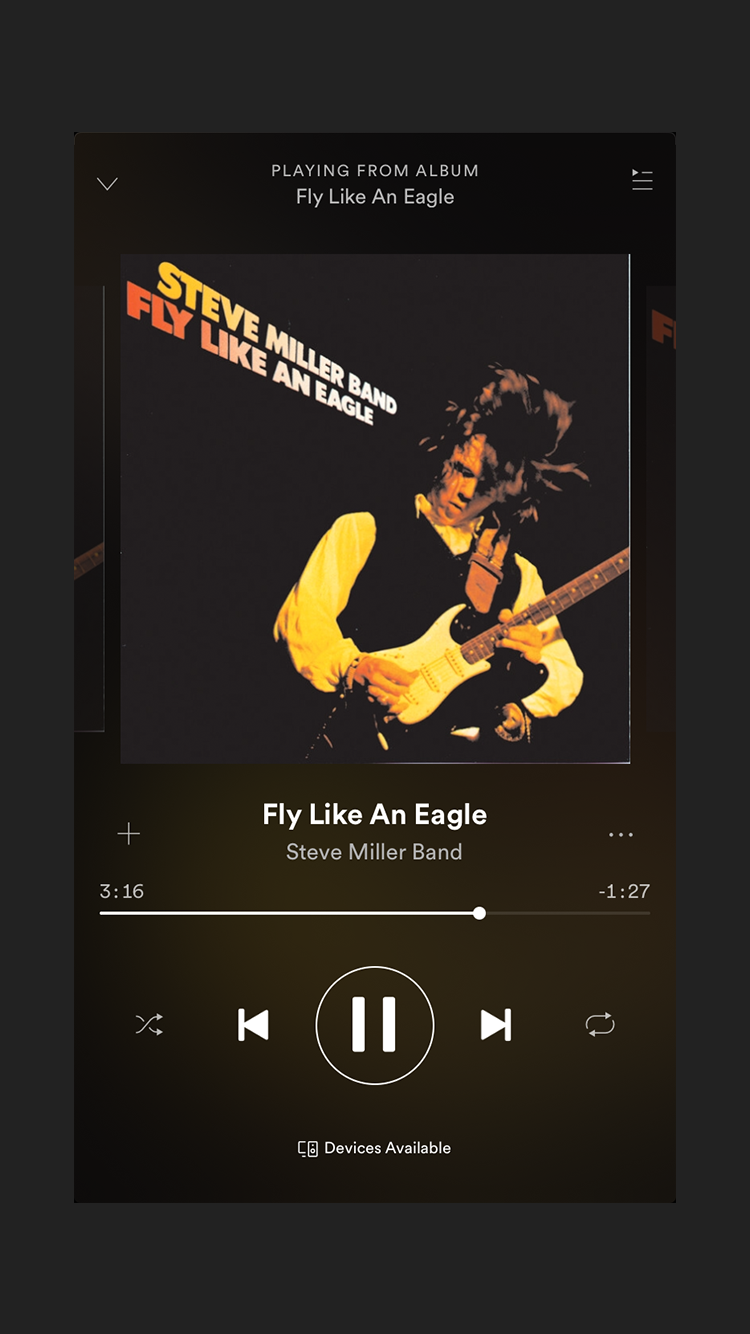 PLAYING FROM ALBUM
Fly Like An Eagle
STEVE MILLER BAND
FLY LIKE AN EAGLE
Fly Like An Eagle
Steve Miller Band
3:16
-1:27
Devices Available